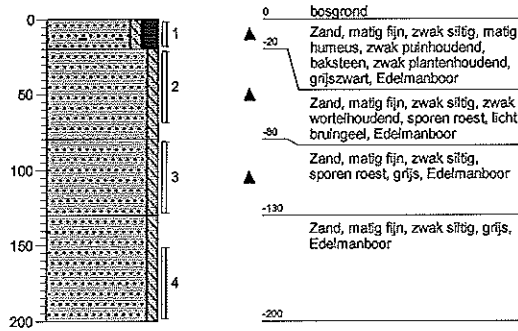 0
50
100
150
200
1
2
3
4
0 bosgrond
Zand, matig fijn, zwak siltig, matig
humeus, zwak puinhoudend,
baksteen, zwak plantenhoudend,
grijszwart, Edelmanboor
-20
Zand, matig fijn, zwak siltig, zwak
wortelhoudend, sporen roest, licht
bruingeel, Edelmanboor
-80
Zand, matig fijn, zwak siltig,
sporen roest, grijs, Edelmanboor
-130
Zand, matig fijn, zwak siltig, grijs,
Edelmanboor
-200